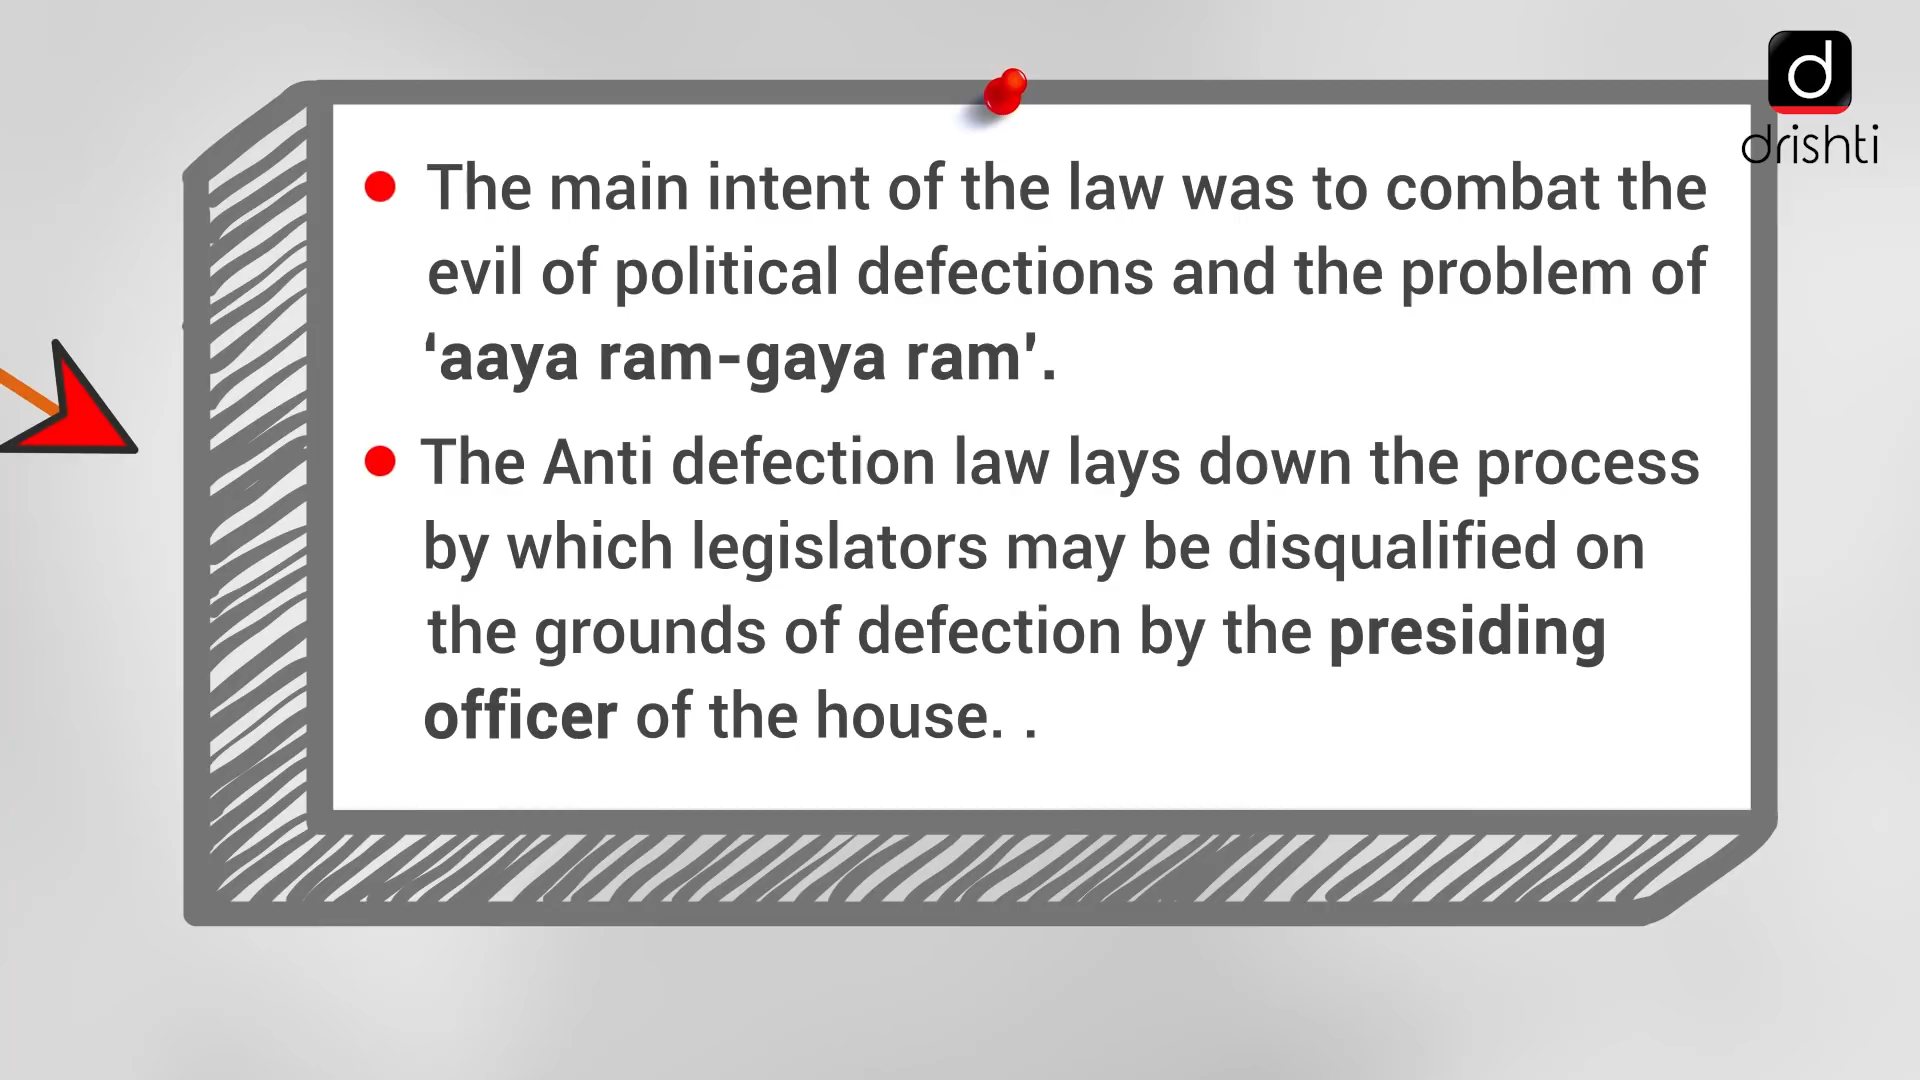 d
drishti
The main intent of the law was to combat the
evil of political defections and the problem of
‘aaya ram-gaya ram’.
The Anti defection law lays down the process
by which legislators may be disqualified on
the grounds of defection by the presiding
officer of the house. .